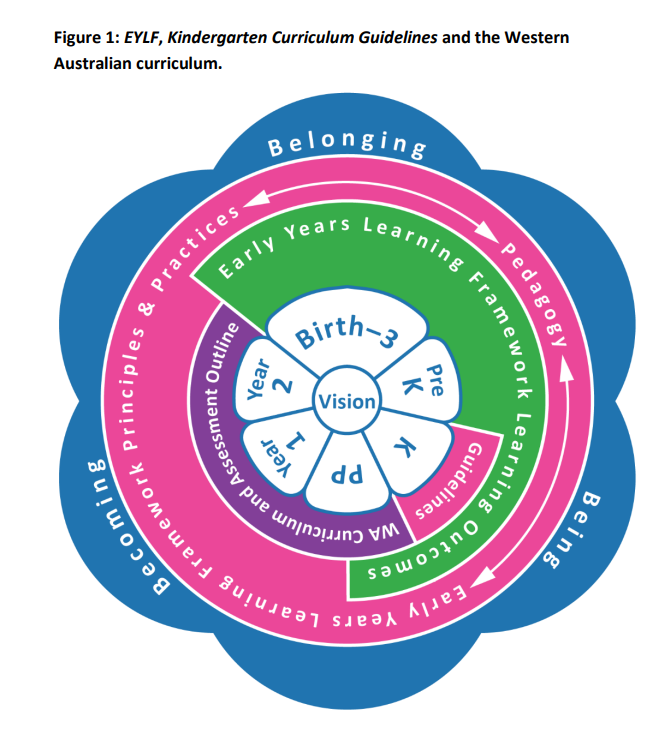 Figure 1: EYLF, Kindergarten Curriculum Guidelines and the Western
Australian curriculum.
Belonging
Being
Becoming
Pedagogy
Early Years Learning Framework Principles & Practices
Early Years Learning Framework Learning Outcomes
Guidelines
WA Curriculum and Assessment Outline
Birth–3
Pre
K
K
PP
Year
1
Year
2
Vision